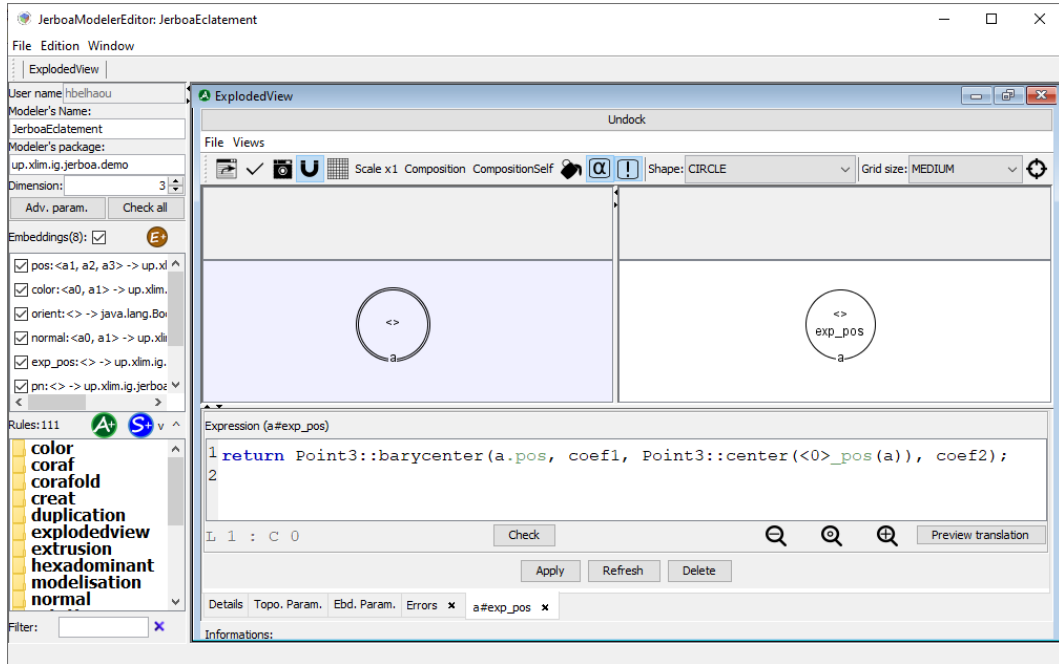 JerboaModelerEditor: JerboaEclatement
File Edition Window
ExplodedView
User name hbelhaou
Modeler's Name:
JerboaEclatement
Modeler's package:
up.xlim.ig.jerboa.demo
Dimension: 3
Adv. param. Check all
Embeddings(8): E+
pos:<a1, a2, a3> -> up.xl
color:<a0, a1> -> up.xlim.
orient:<> -> java.lang.Bo
normal:<a0, a1> -> up.xli
exp_pos:<> -> up.xlim.ig.
pn:<> -> up.xlim.ig.jerboa
Rules:111 A+ S+ v ^
color
coraf
corafold
creat
duplication
explodedview
extrusion
hexadominant
modelisation
normal
Filter:
ExplodedView
Undock
File Views
Scale x1 Composition CompositionSelf α ! Shape: CIRCLE Grid size: MEDIUM
<>
a
<>
exp_pos
a
Expression (a#exp_pos)
1 return Point3::barycenter(a.pos, coef1, Point3::center(<0>_pos(a)), coef2);
2
L 1 : C 0 Check Preview translation
Apply Refresh Delete
Details Topo. Param. Ebd. Param. Errors × a#exp_pos ×
Informations: